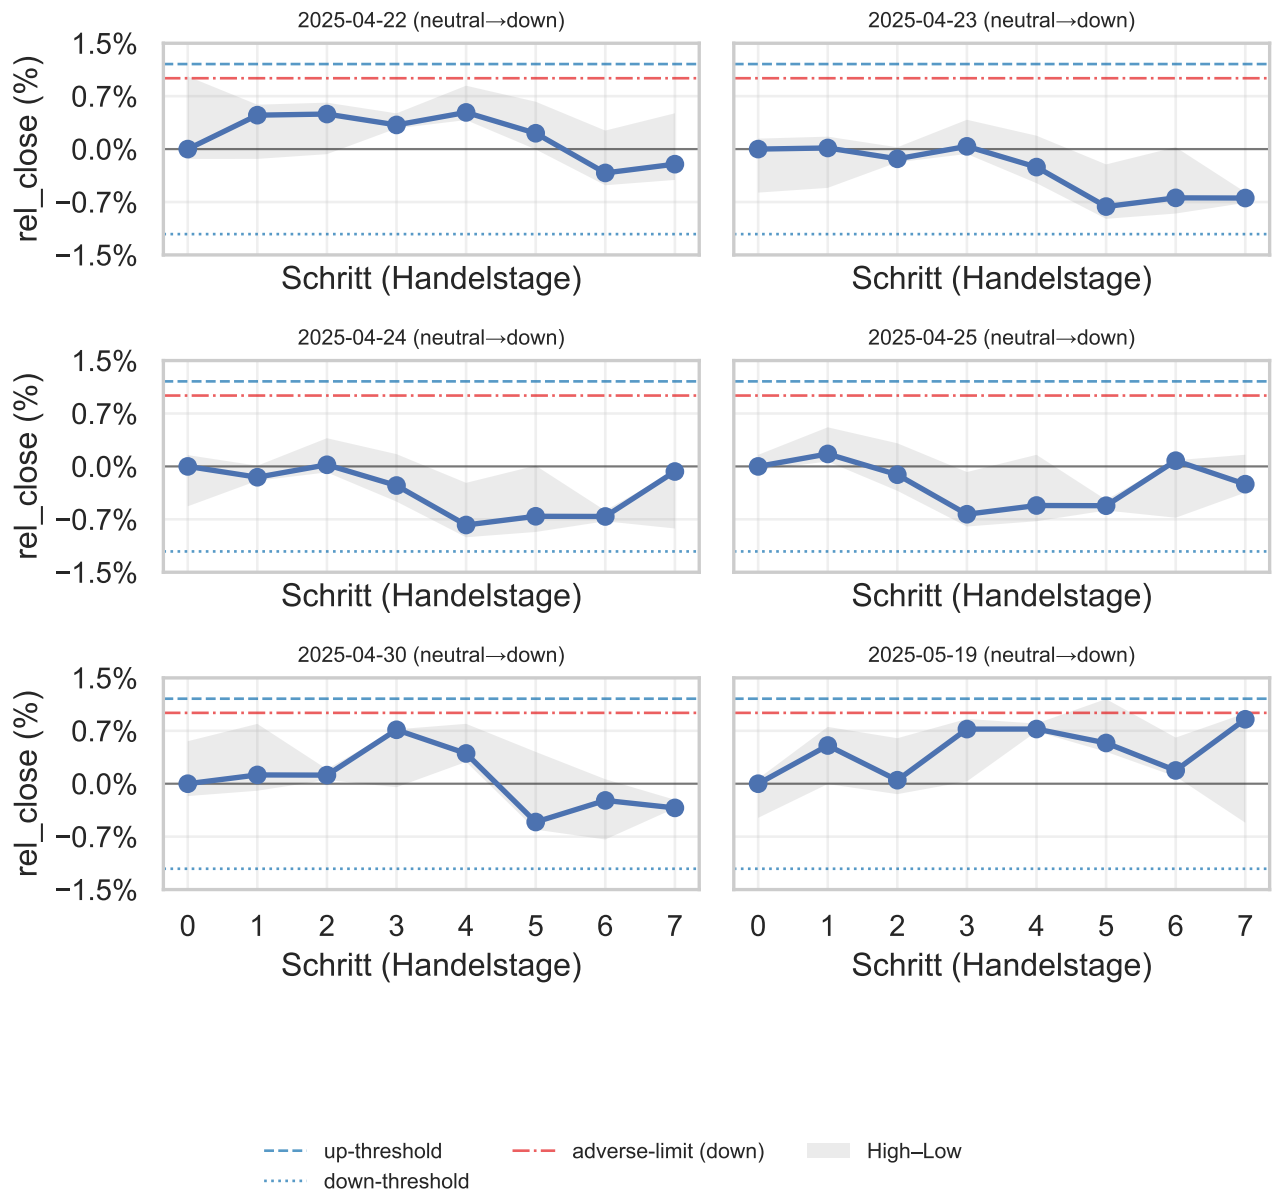 2025-04-22 (neutral→down)
2025-04-23 (neutral→down)
rel_close (%)
1.5%
0.7%
0.0%
−0.7%
−1.5%
Schritt (Handelstage)
Schritt (Handelstage)
2025-04-24 (neutral→down)
2025-04-25 (neutral→down)
rel_close (%)
1.5%
0.7%
0.0%
−0.7%
−1.5%
Schritt (Handelstage)
Schritt (Handelstage)
2025-04-30 (neutral→down)
2025-05-19 (neutral→down)
rel_close (%)
1.5%
0.7%
0.0%
−0.7%
−1.5%
0 1 2 3 4 5 6 7
0 1 2 3 4 5 6 7
Schritt (Handelstage)
Schritt (Handelstage)
up-threshold
adverse-limit (down)
High–Low
down-threshold